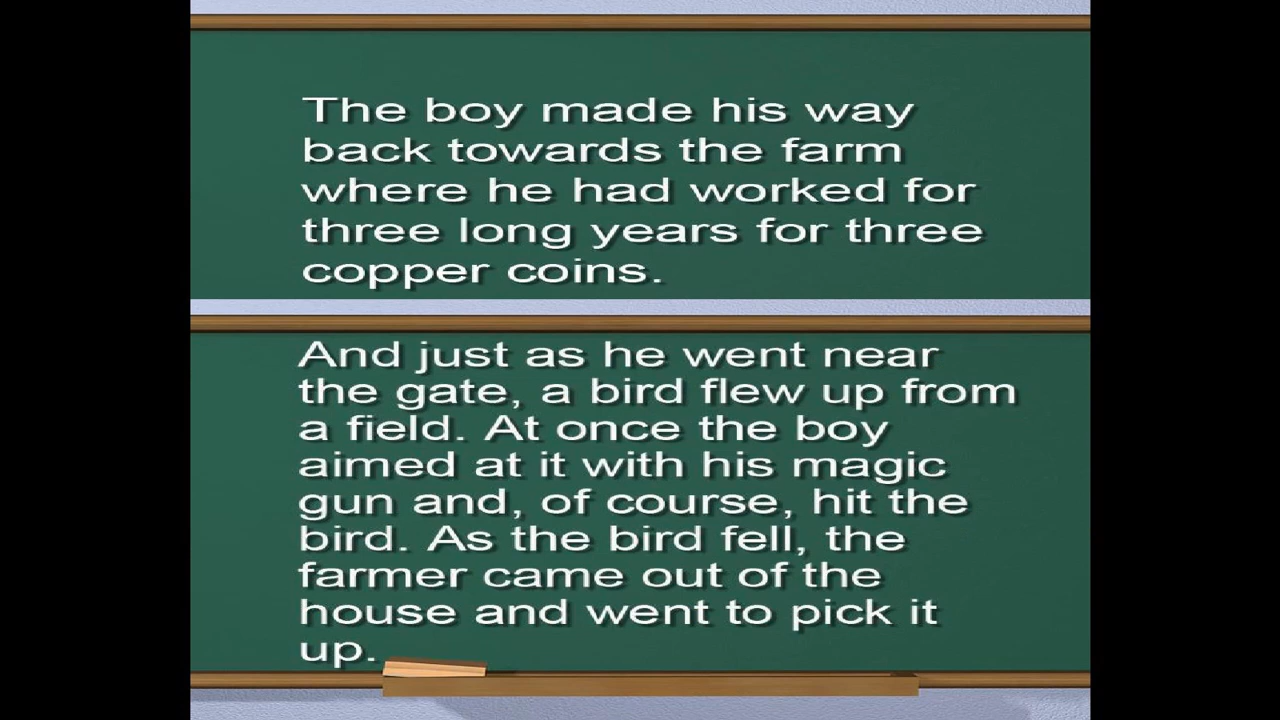 The boy made his way
back towards the farm
where he had worked for
three long years for three
copper coins.
And just as he went near
the gate, a bird flew up from
a field. At once the boy
aimed at it with his magic
gun and, of course, hit the
bird. As the bird fell, the
farmer came out of the
house and went to pick it
up.